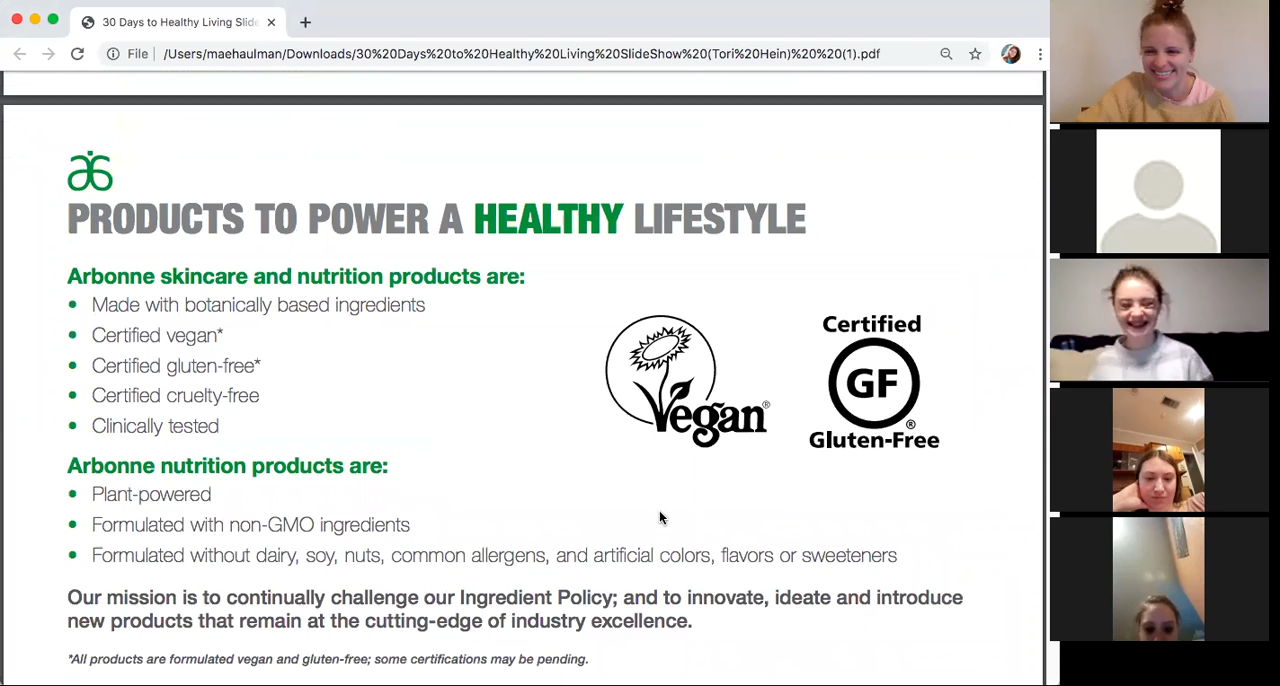 30 Days to Healthy Living Slide
File
/Users/maehaulman/Downloads/30%20Days%20to%20Healthy%20Living%20SlideShow%20(Tori%20Hein)%20%20(1).pdf
PRODUCTS TO POWER A HEALTHY LIFESTYLE
Arbonne skincare and nutrition products are:
• Made with botanically based ingredients
• Certified vegan*
• Certified gluten-free*
• Certified cruelty-free
• Clinically tested
Vegan®
Certified
GF®
Gluten-Free
Arbonne nutrition products are:
• Plant-powered
• Formulated with non-GMO ingredients
• Formulated without dairy, soy, nuts, common allergens, and artificial colors, flavors or sweeteners
Our mission is to continually challenge our Ingredient Policy; and to innovate, ideate and introduce
new products that remain at the cutting-edge of industry excellence.
*All products are formulated vegan and gluten-free; some certifications may be pending.